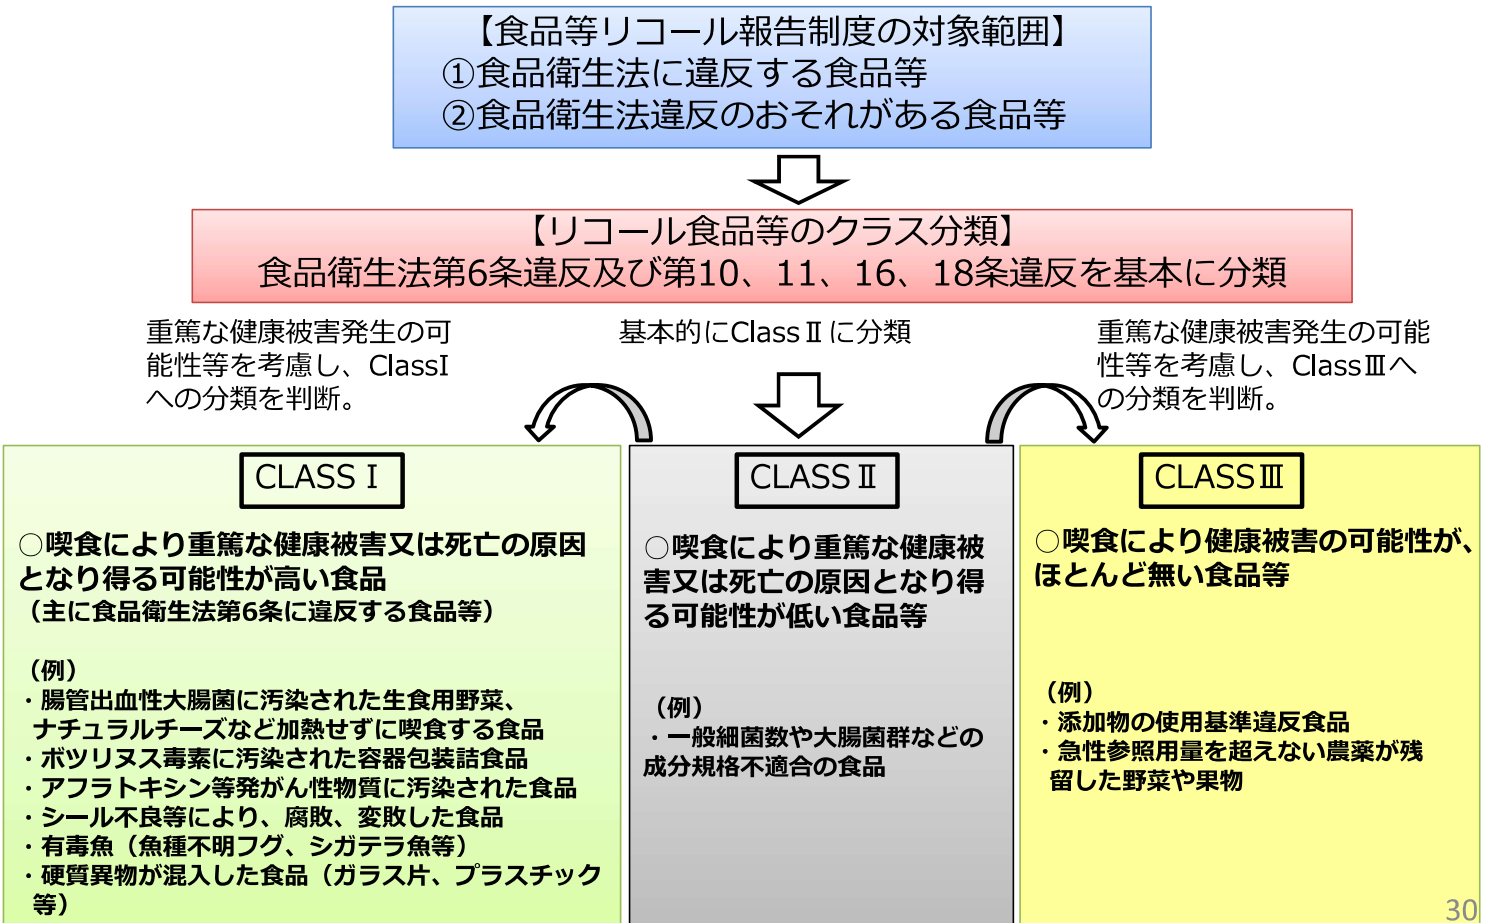 【食品等リコール報告制度の対象範囲】
①食品衛生法に違反する食品等
②食品衛生法違反のおそれがある食品等
【リコール食品等のクラス分類】
食品衛生法第6条違反及び第10、11、16、18条違反を基本に分類
重篤な健康被害発生の可
能性等を考慮し、ClassⅠ
への分類を判断。
基本的にClassⅡに分類
重篤な健康被害発生の可能
性等を考慮し、ClassⅢへ
の分類を判断。
CLASSⅠ
○喫食により重篤な健康被害又は死亡の原因
となり得る可能性が高い食品
（主に食品衛生法第6条に違反する食品等）
（例）
・腸管出血性大腸菌に汚染された生食用野菜、
ナチュラルチーズなど加熱せずに喫食する食品
・ボツリヌス毒素に汚染された容器包装詰食品
・アフラトキシン等発がん性物質に汚染された食品
・シール不良等により、腐敗、変敗した食品
・有毒魚（魚種不明フグ、シガテラ魚等）
・硬質異物が混入した食品（ガラス片、プラスチック
等）
CLASSⅡ
○喫食により重篤な健康被
害又は死亡の原因となり得
る可能性が低い食品等
（例）
・一般細菌数や大腸菌群などの
成分規格不適合の食品
CLASSⅢ
○喫食により健康被害の可能性が、
ほとんど無い食品等
（例）
・添加物の使用基準違反食品
・急性参照用量を超えない農薬が残
留した野菜や果物
30